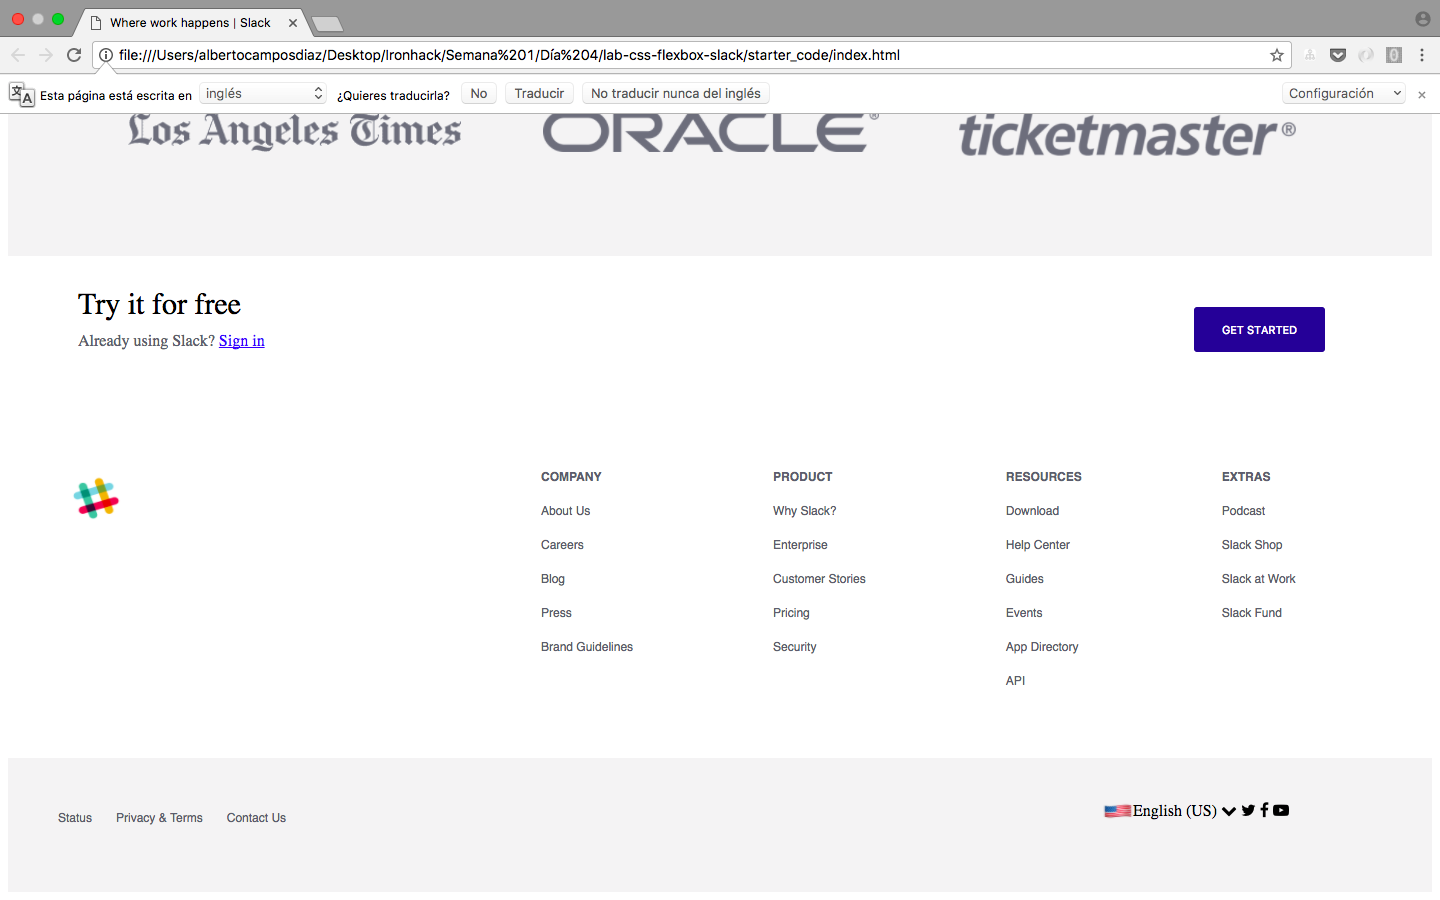 Where work happens | Slack
file:///Users/albertocamposdiaz/Desktop/Ironhack/Semana%201/Día%204/lab-css-flexbox-slack/starter_code/index.html
Esta página está escrita en inglés ¿Quieres traducirla? No Traducir No traducir nunca del inglés Configuración
Los Angeles Times ORACLE® ticketmaster®
Try it for free
Already using Slack? Sign in
GET STARTED
COMPANY PRODUCT RESOURCES EXTRAS
About Us Why Slack? Download Podcast
Careers Enterprise Help Center Slack Shop
Blog Customer Stories Guides Slack at Work
Press Pricing Events Slack Fund
Brand Guidelines Security App Directory
API
Status Privacy & Terms Contact Us English (US)